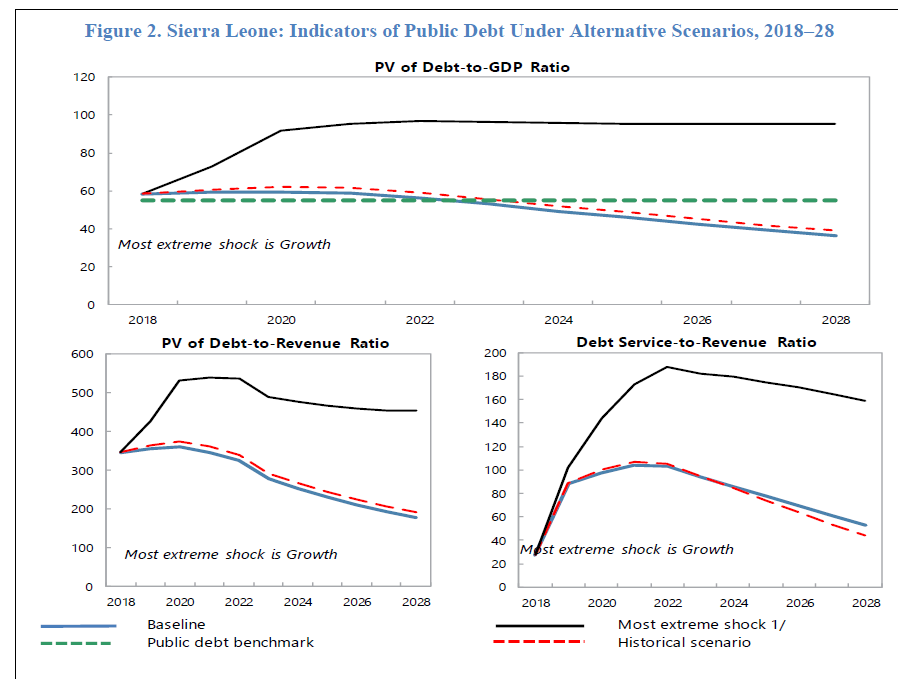 Figure 2. Sierra Leone: Indicators of Public Debt Under Alternative Scenarios, 2018–28
PV of Debt-to-GDP Ratio
120
100
80
60
40
20
0
Most extreme shock is Growth
2018 2020 2022 2024 2026 2028
PV of Debt-to-Revenue Ratio
600
500
400
300
200
100
0
Most extreme shock is Growth
2018 2020 2022 2024 2026 2028
Debt Service-to-Revenue Ratio
200
180
160
140
120
100
80
60
40
20
0
Most extreme shock is Growth
2018 2020 2022 2024 2026 2028
Baseline
Public debt benchmark
Most extreme shock 1/
Historical scenario